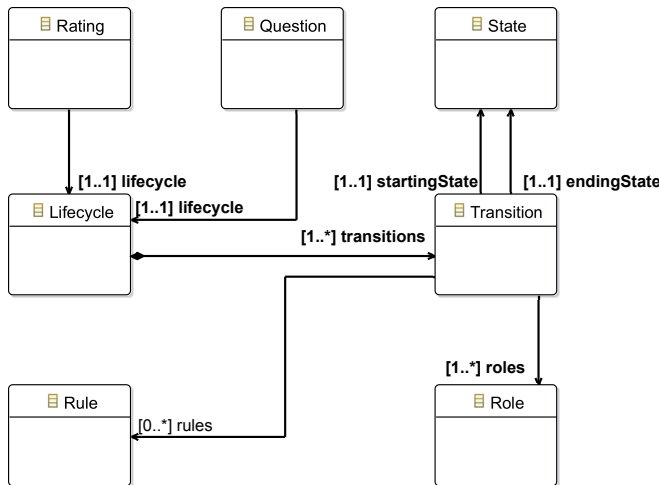 Rating
Question
State
[1..1] lifecycle
[1..1] startingState
[1..1] endingState
Lifecycle
[1..1] lifecycle
Transition
[1..*] transitions
[1..*] roles
Rule
Role
[0..*] rules